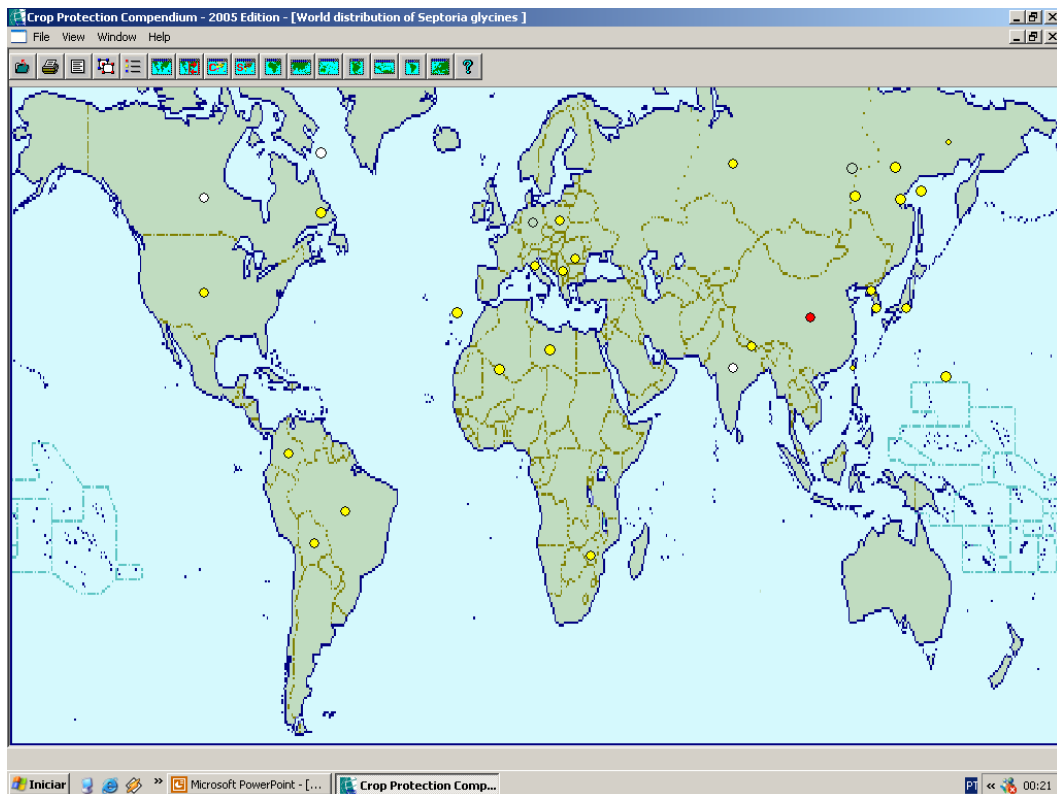 Crop Protection Compendium - 2005 Edition - [World distribution of Septoria glycines ]
File View Window Help
C S ?
Iniciar » Microsoft PowerPoint - [... Crop Protection Comp... PT « 00:21